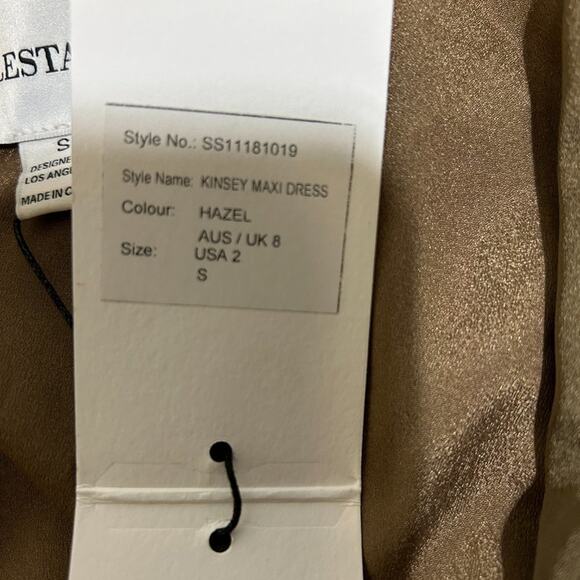 LESTA
S
DESIGNE
LOS ANGE
MADE IN C
Style No.: SS11181019
Style Name: KINSEY MAXI DRESS
Colour: HAZEL
Size: AUS / UK 8
USA 2
S